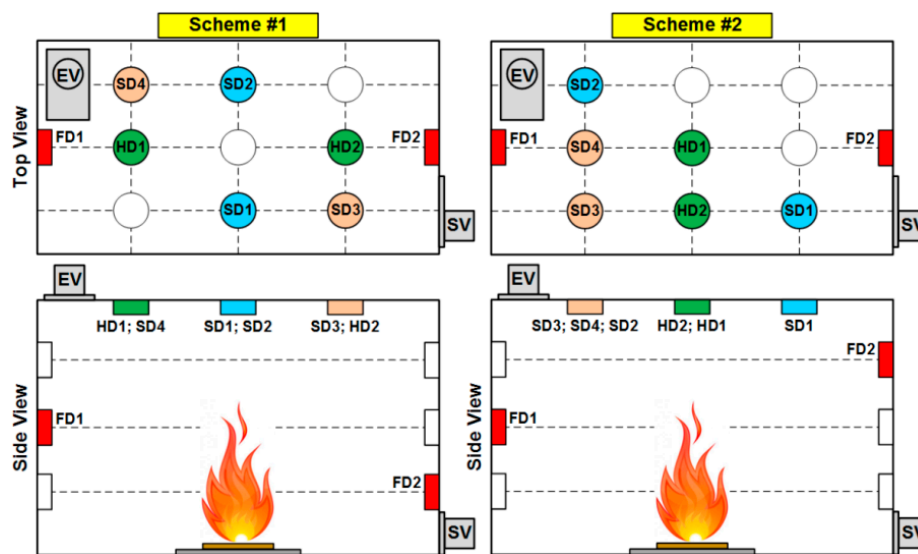 Scheme #1
Scheme #2
Top View
EV
SD4
SD2
FD1
HD1
HD2
FD2
SD1
SD3
SV
EV
SD2
FD1
SD4
HD1
FD2
SD3
HD2
SD1
SV
Side View
EV
HD1; SD4
SD1; SD2
SD3; HD2
FD1
FD2
SV
Top View
Side View
EV
SD3; SD4; SD2
HD2; HD1
SD1
FD2
FD1
SV